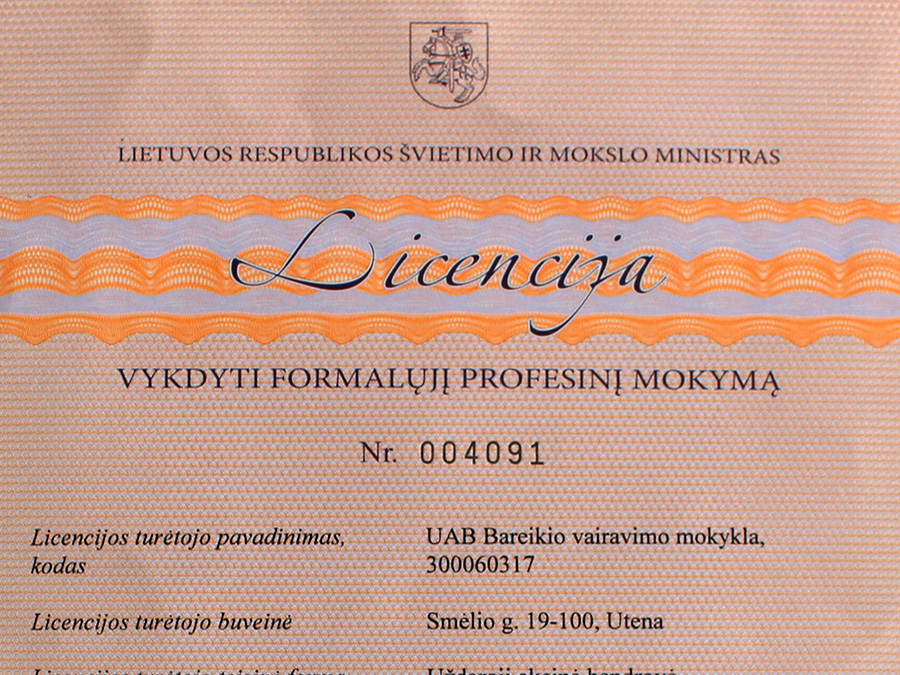 LIETUVOS RESPUBLIKOS ŠVIETIMO IR MOKSLO MINISTRAS
Licencija
VYKDYTI FORMALŲJĮ PROFESINĮ MOKYMĄ
Nr. 004091
Licencijos turėtojo pavadinimas, UAB Bareikio vairavimo mokykla,
kodas 300060317
Licencijos turėtojo buveinė Smėlio g. 19-100, Utena